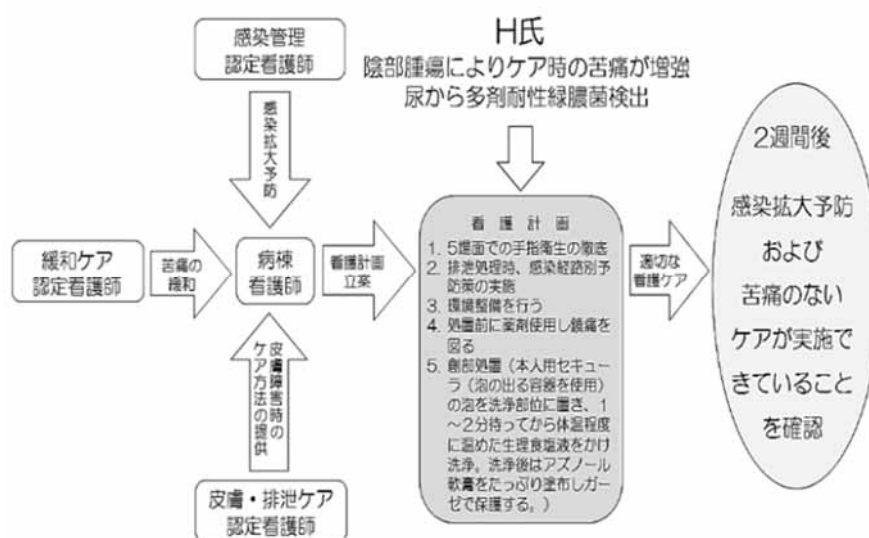 感染管理
認定看護師
H氏
陰部腫瘍によりケア時の苦痛が増強
尿から多剤耐性緑膿菌検出
感染拡大予防
緩和ケア
認定看護師
苦痛の
緩和
病棟
看護師
看護計画
立案
皮膚障害時の
ケア方法の提供
皮膚・排泄ケア
認定看護師
看護計画
1. 5場面での手指衛生の徹底
2. 排泄処理時、感染経路別予
防策の実施
3. 環境整備を行う
4. 処置前に薬剤使用し鎮痛を
図る
5. 創部処置(本人用セキュー
ラ(泡の出る容器を使用)
の泡を洗浄部位に置き、1
~2分待ってから体温程度
に温めた生理食塩液をかけ
洗浄。洗浄後はアズノール
軟膏をたっぷり塗布しガー
ゼで保護する。)
適切な
看護ケア
2週間後
感染拡大予防
および
苦痛のない
ケアが実施で
きていること
を確認